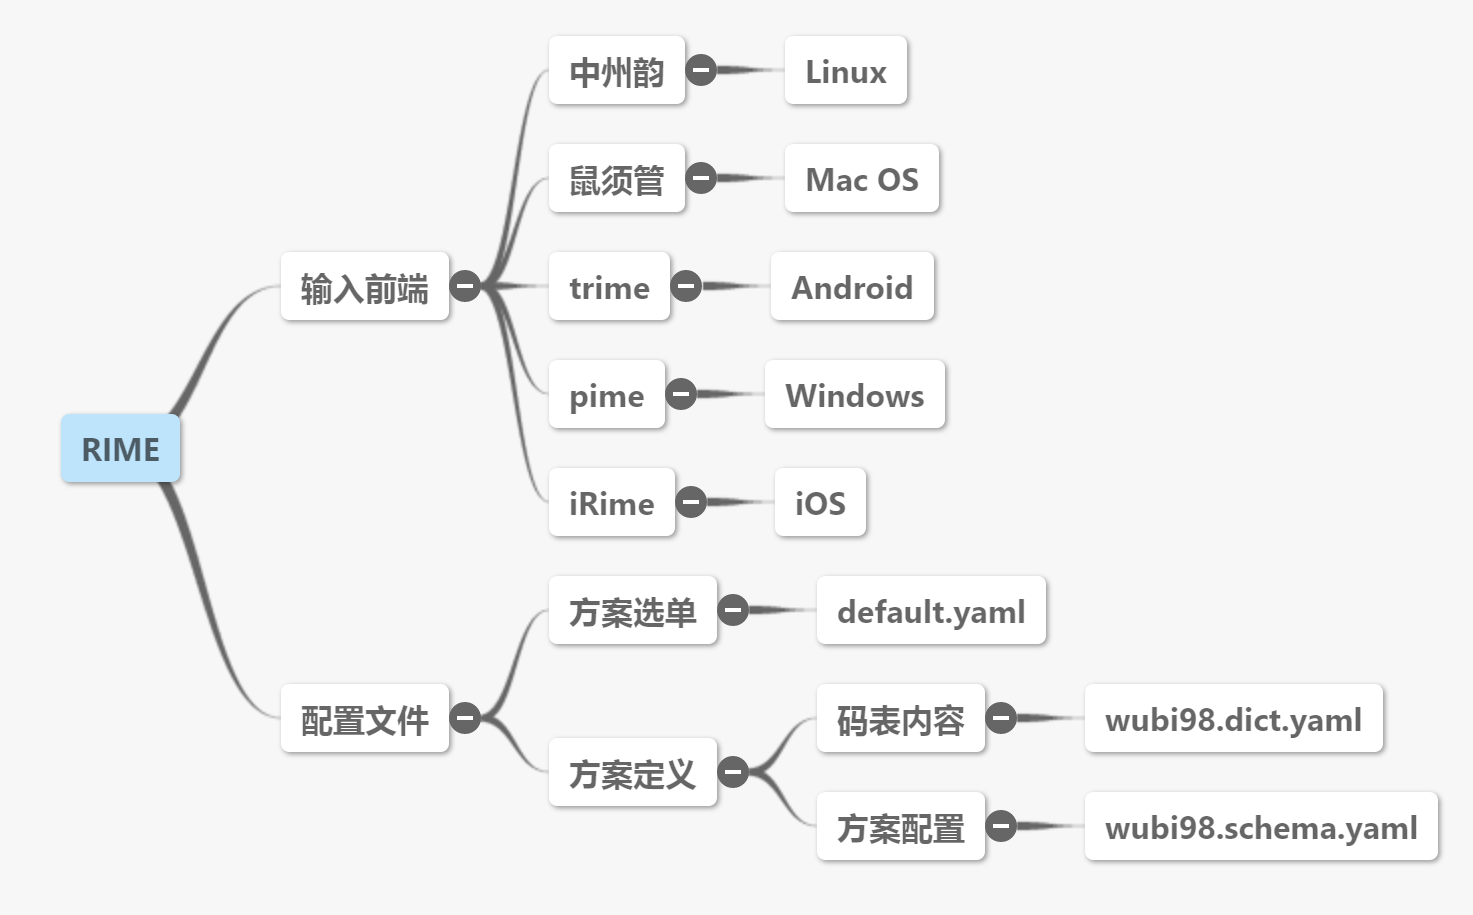 RIME
输入前端
中州韵
Linux
鼠须管
Mac OS
trime
Android
pime
Windows
iRime
iOS
配置文件
方案选单
default.yaml
方案定义
码表内容
wubi98.dict.yaml
方案配置
wubi98.schema.yaml